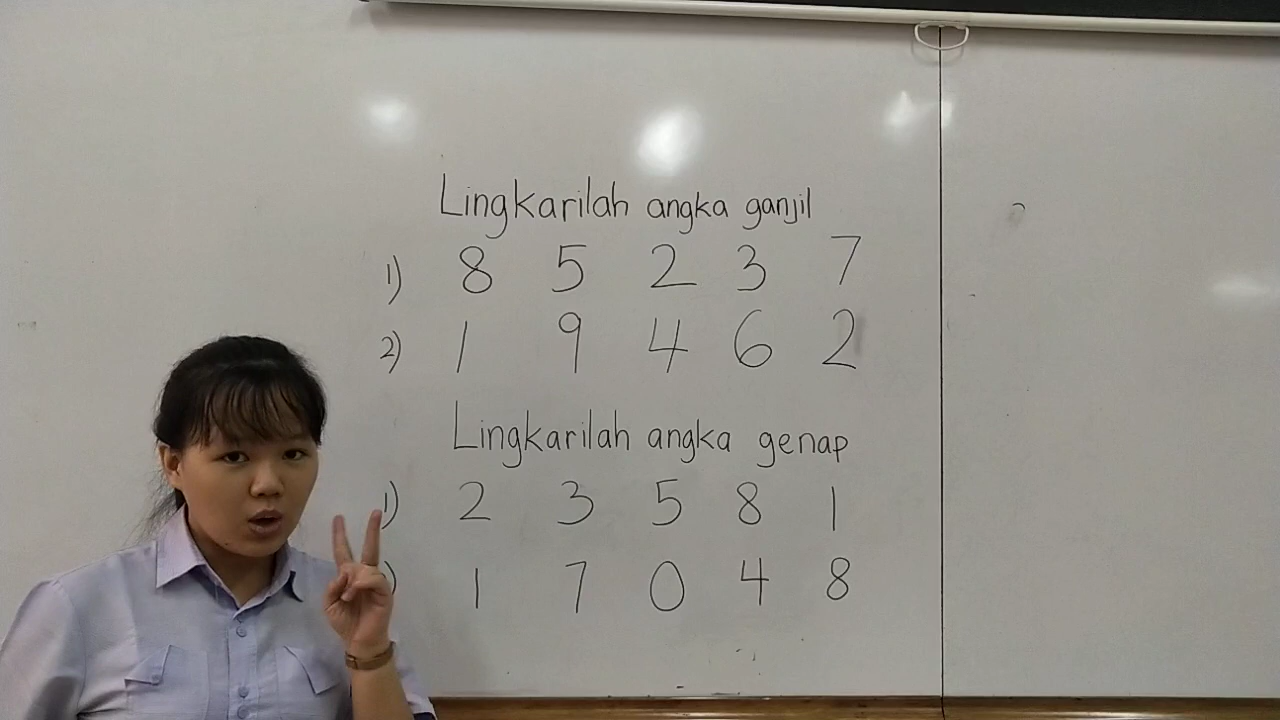 Lingkarilah angka ganjil
1) 8 5 2 3 7
2) 1 9 4 6 2
Lingkarilah angka genap
1) 2 3 5 8 1
) 1 7 0 4 8